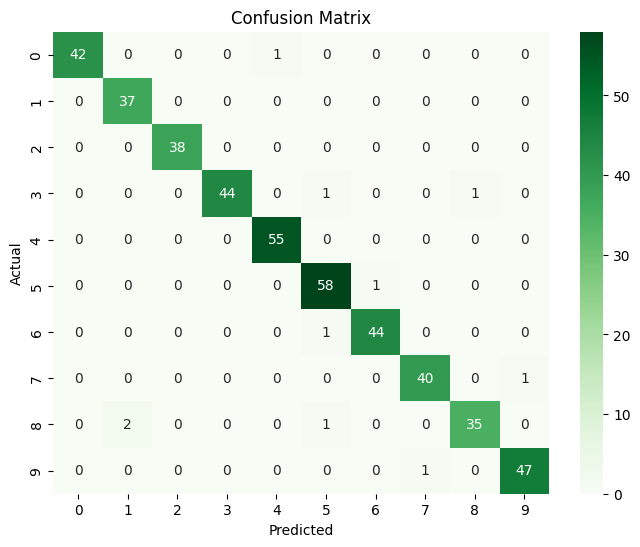 Confusion Matrix
0 42 0 0 0 1 0 0 0 0 0
1 0 37 0 0 0 0 0 0 0 0
2 0 0 38 0 0 0 0 0 0 0
3 0 0 0 44 0 1 0 0 1 0
4 0 0 0 0 55 0 0 0 0 0
5 0 0 0 0 0 58 1 0 0 0
6 0 0 0 0 0 1 44 0 0 0
7 0 0 0 0 0 0 0 40 0 1
8 0 2 0 0 0 1 0 0 35 0
9 0 0 0 0 0 0 0 1 0 47
0 1 2 3 4 5 6 7 8 9
Actual
Predicted
50
40
30
20
10
0